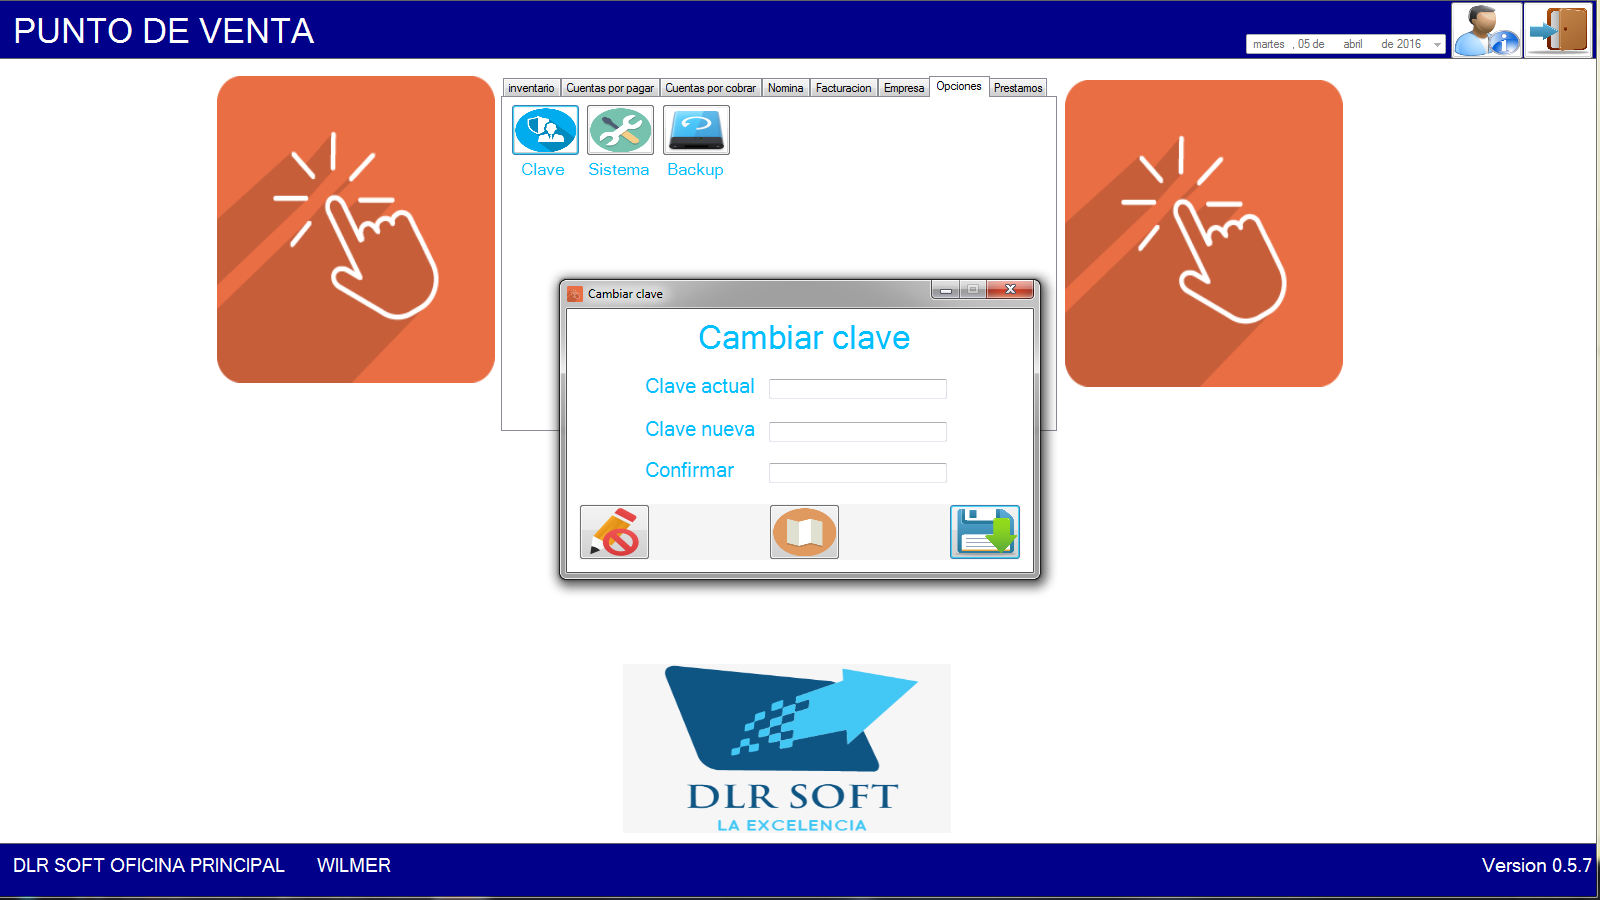 PUNTO DE VENTA
martes , 05 de abril de 2016
inventario Cuentas por pagar Cuentas por cobrar Nomina Facturacion Empresa Opciones Prestamos
Clave Sistema Backup
Cambiar clave
Cambiar clave
Clave actual
Clave nueva
Confirmar
DLR SOFT
LA EXCELENCIA
DLR SOFT OFICINA PRINCIPAL WILMER
Version 0.5.7